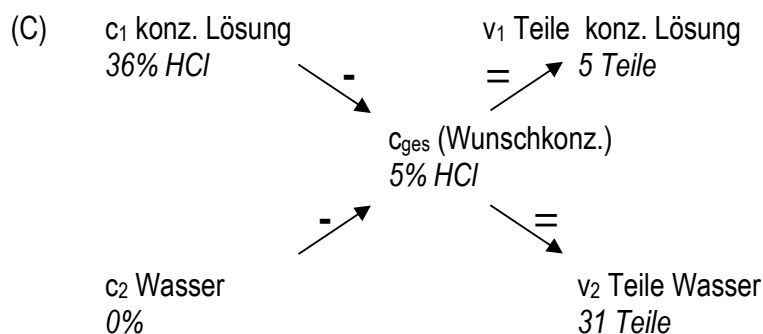 (C) c₁ konz. Lösung v₁ Teile konz. Lösung
36% HCl - = 5 Teile
cges (Wunschkonz.)
5% HCl
- =
c₂ Wasser v₂ Teile Wasser
0% 31 Teile